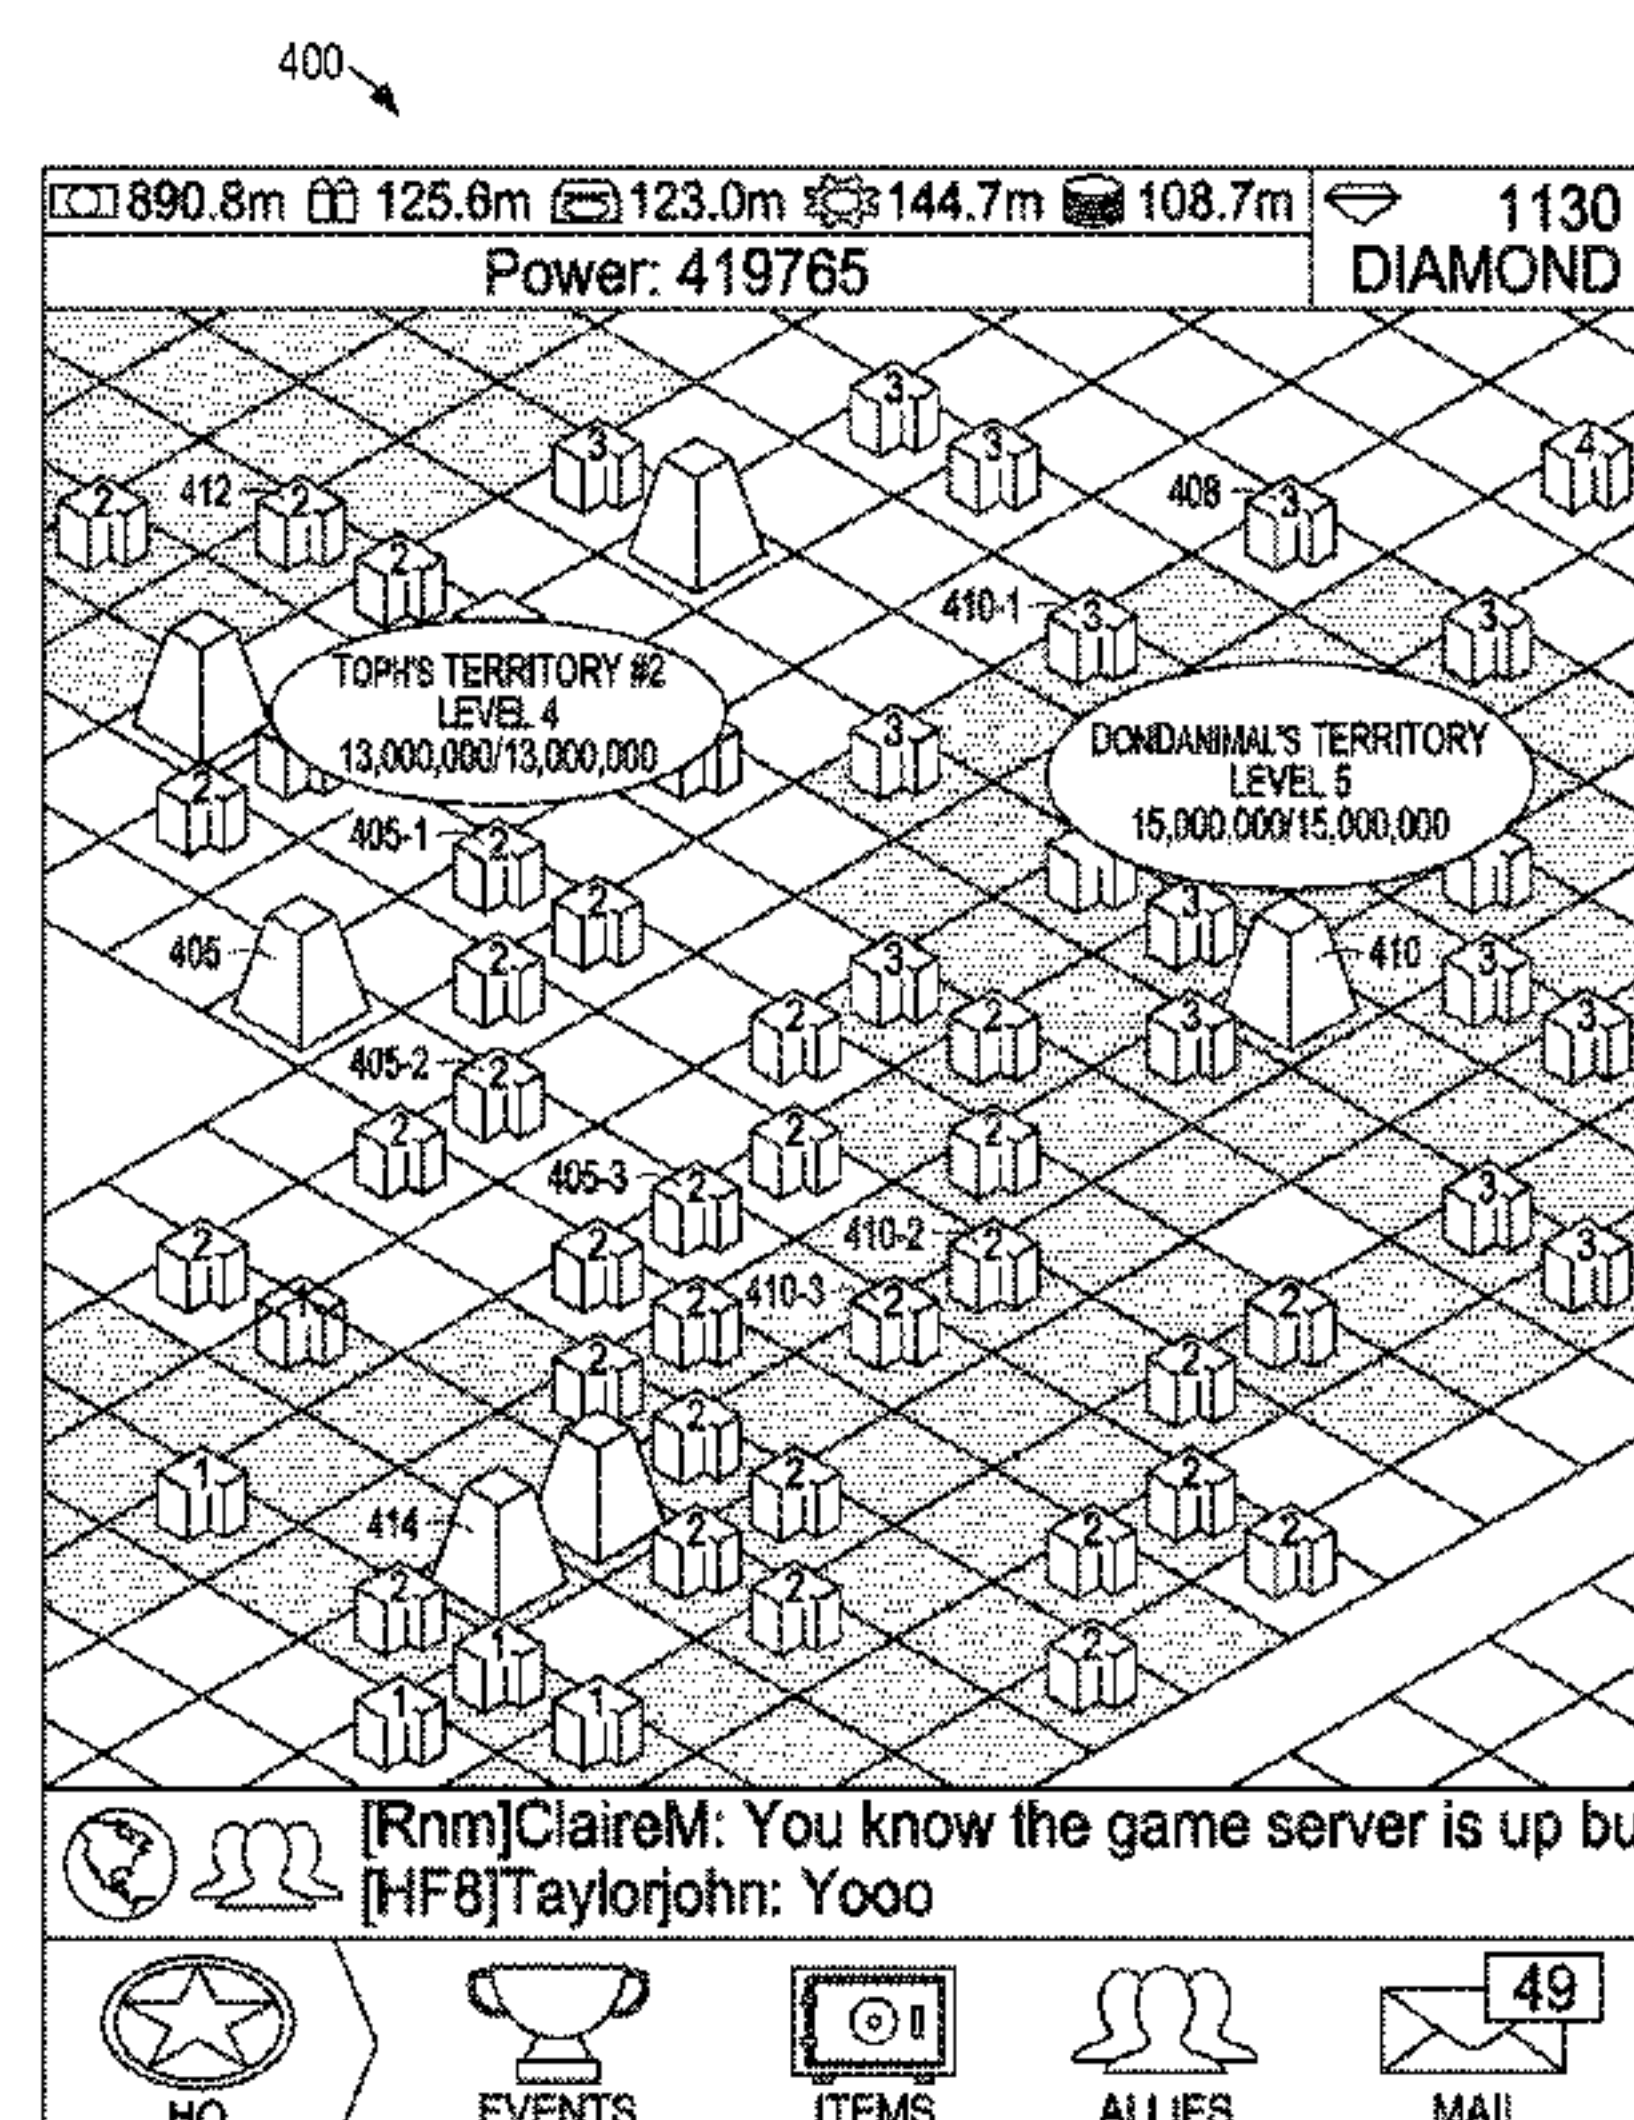 400
890.8m 125.6m 123.0m 144.7m 108.7m 1130
Power: 419765 DIAMOND
3
3 3 4
2 412 2 408 3
2
410-1 3 3
TOPH'S TERRITORY #2
LEVEL 4
13,000,000/13,000,000
3
DONDANIMAL'S TERRITORY
LEVEL 5
15,000,000/15,000,000
2
405-1 2
2 3
405 2 3 410 3
2 2 3 3
405-2 2
2 2 2
405-3 2 3
2 2 410-2 2 3
1 2 410-3 2 2
2 2
2
1 2 2
414 2 2 2
2 2
1 2
1 1
[Rnm]ClaireM: You know the game server is up bu
[HF8]Taylorjohn: Yooo
49
HQ EVENTS ITEMS ALLIES MAIL